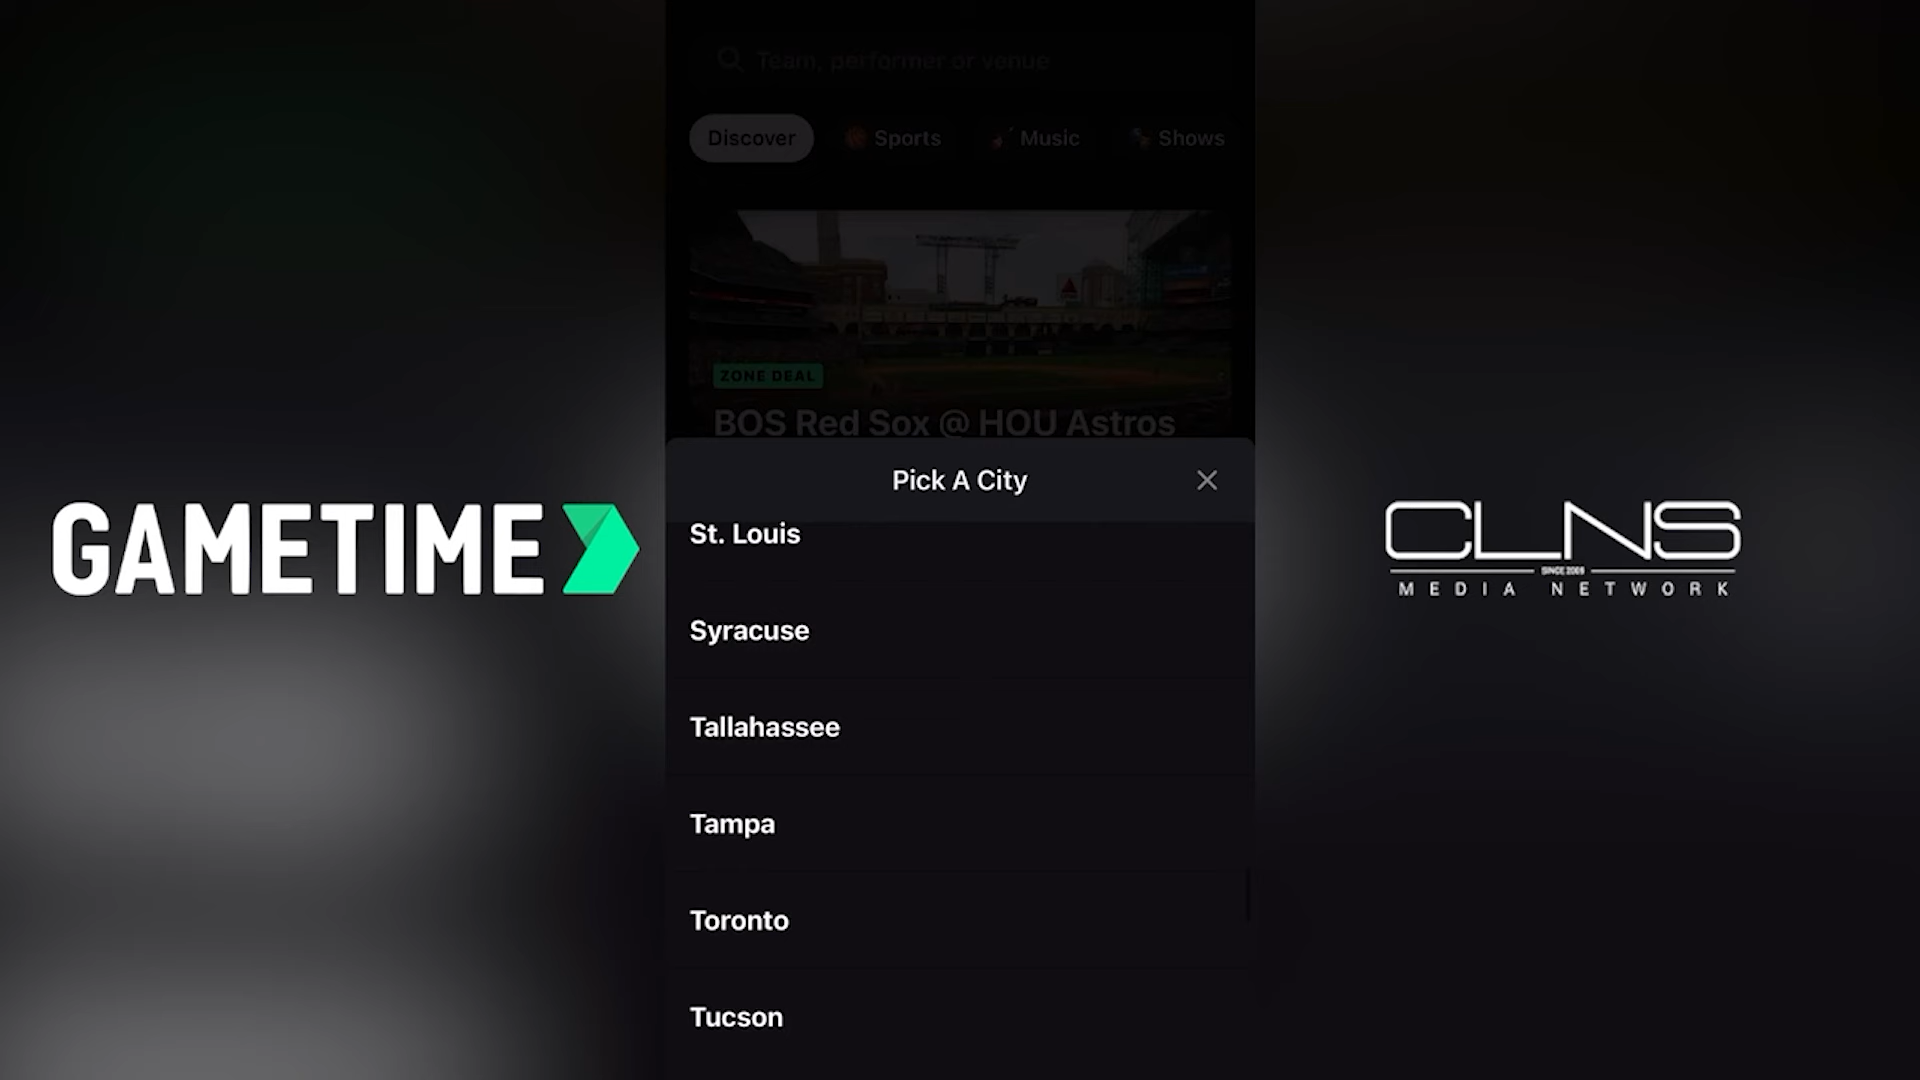 Team, performer or venue
Discover
Sports
Music
Shows
ZONE DEAL
BOS Red Sox @ HOU Astros
Pick A City
St. Louis
Syracuse
Tallahassee
Tampa
Toronto
Tucson
GAMETIME
CLNS
SINCE 2009
MEDIA NETWORK